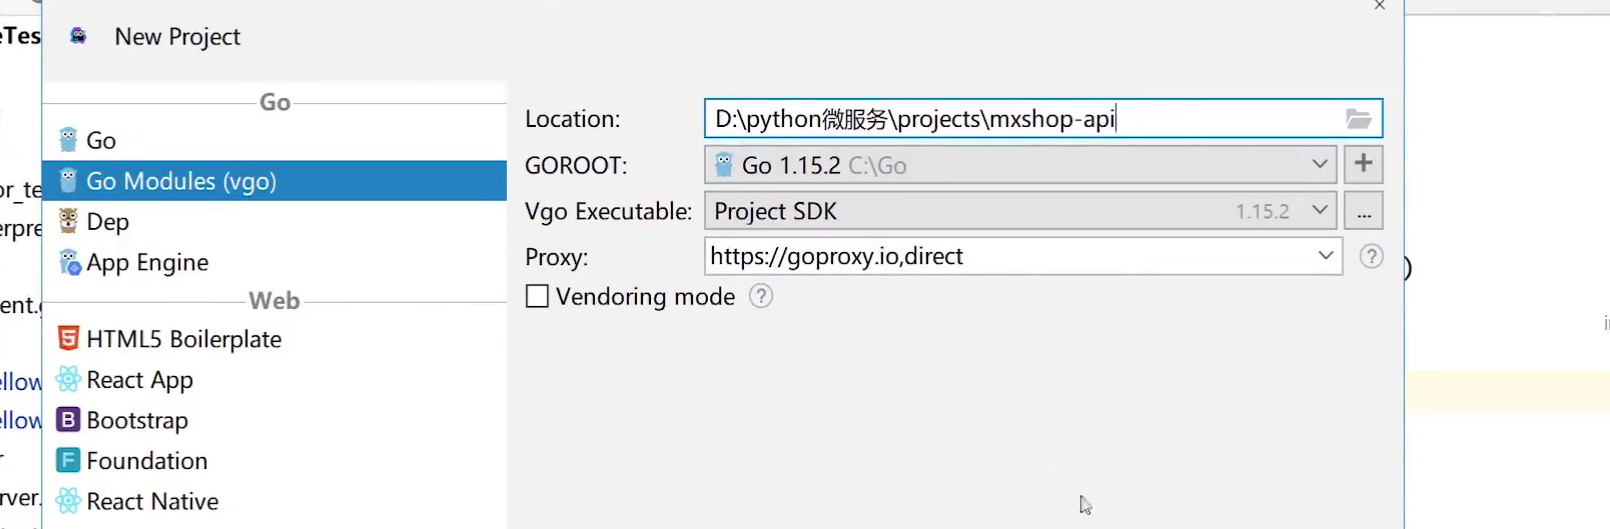 New Project
Go
Go
Go Modules (vgo)
Dep
App Engine
Web
HTML5 Boilerplate
React App
Bootstrap
Foundation
React Native
Location: D:\python微服务\projects\mxshop-api
GOROOT: Go 1.15.2 C:\Go
Vgo Executable: Project SDK 1.15.2 ...
Proxy: https://goproxy.io,direct
Vendoring mode
eTes
or_te
erpre
ent.g
ellow
ellow
r
rver.
)